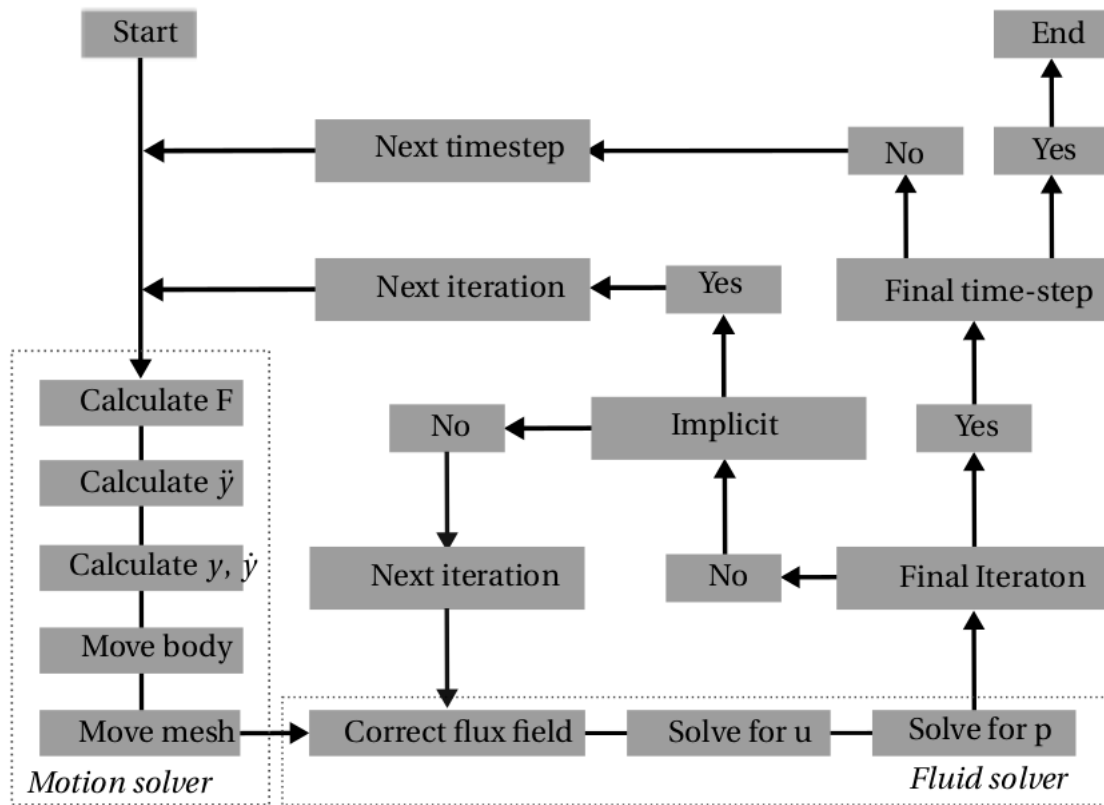 Start
End
Next timestep
No
Yes
Next iteration
Yes
Final time-step
Calculate F
No
Implicit
Yes
Calculate ÿ
Calculate y, ẏ
Next iteration
No
Final Iteraton
Move body
Move mesh
Correct flux field
Solve for u
Solve for p
Motion solver
Fluid solver